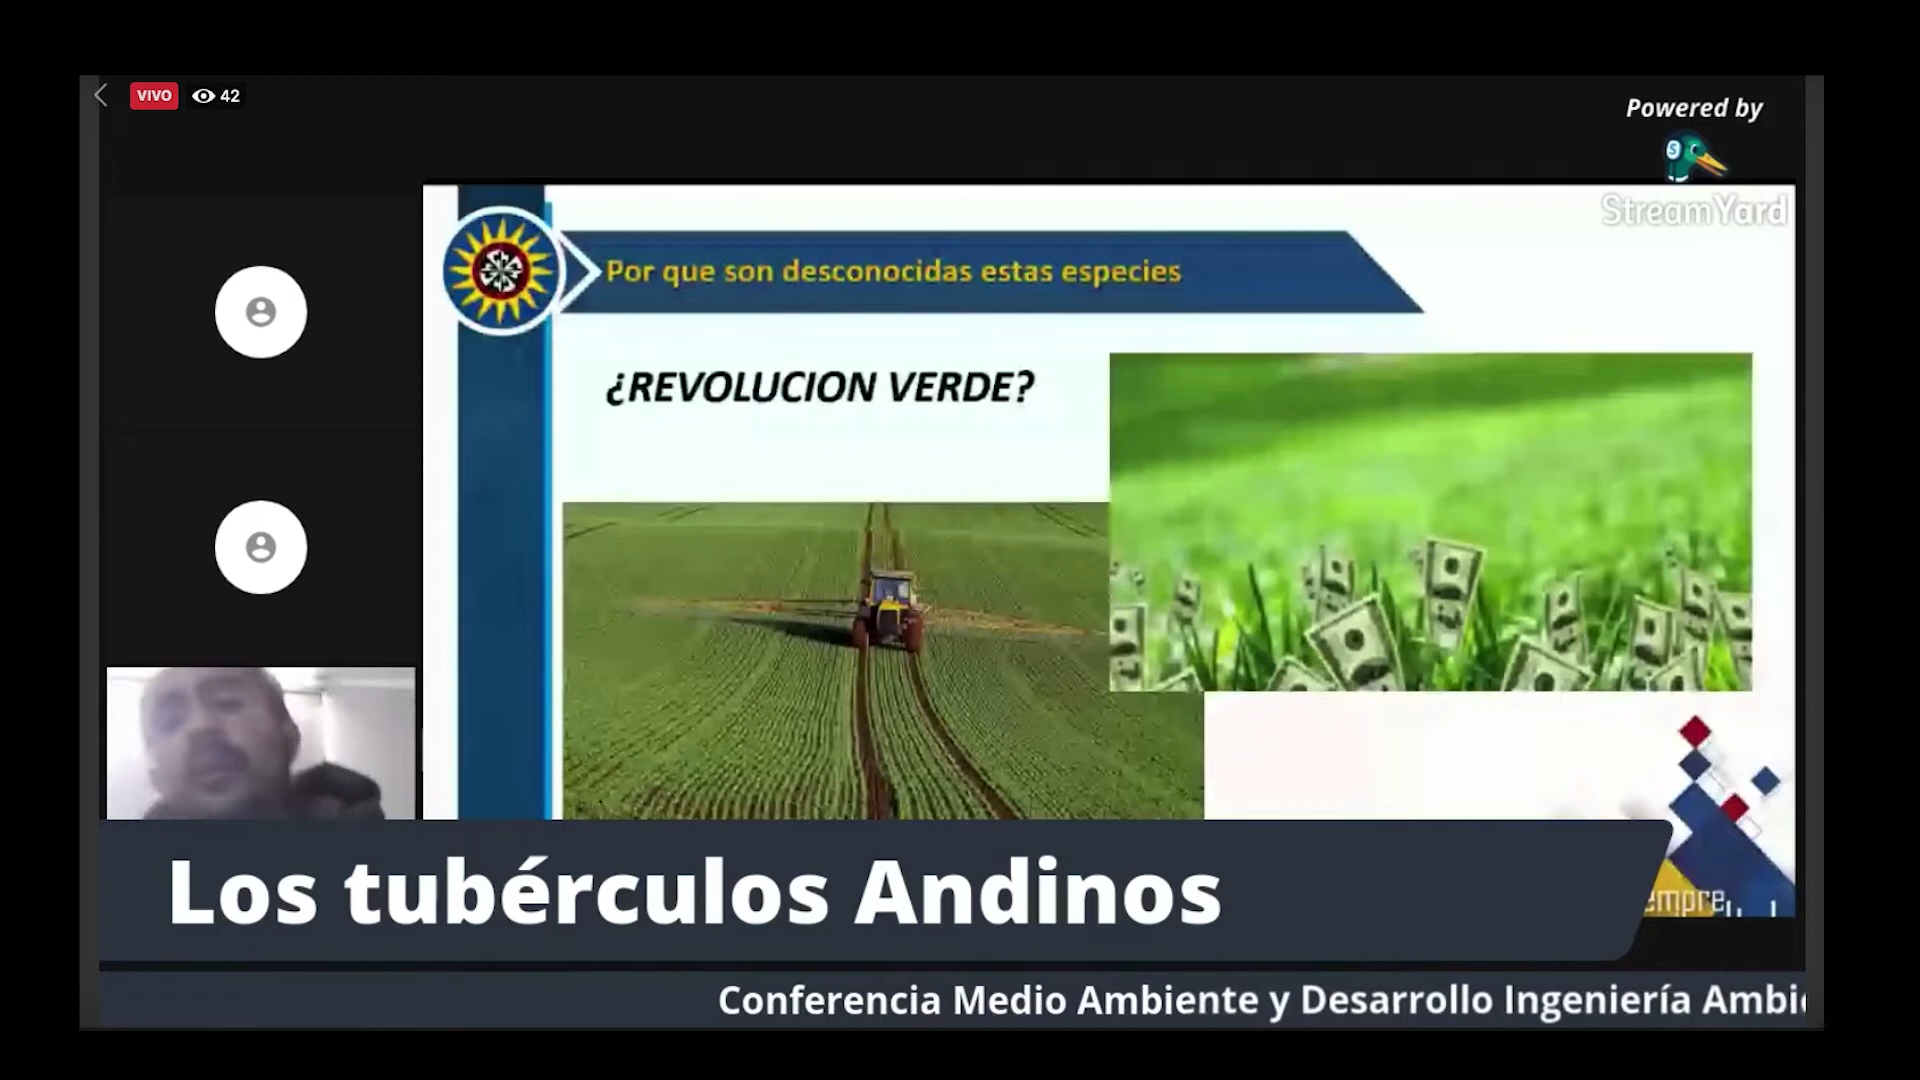 VIVO
42
Powered by
StreamYard
Por que son desconocidas estas especies
¿REVOLUCION VERDE?
empre
Los tubérculos Andinos
Conferencia Medio Ambiente y Desarrollo Ingeniería Ambi